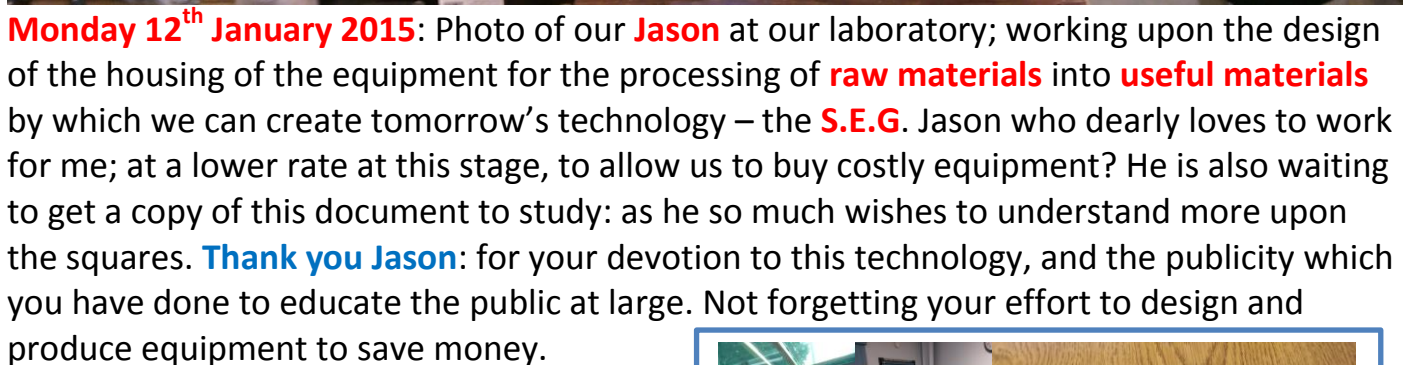 Monday 12th January 2015: Photo of our Jason at our laboratory; working upon the design
of the housing of the equipment for the processing of raw materials into useful materials
by which we can create tomorrow's technology – the S.E.G. Jason who dearly loves to work
for me; at a lower rate at this stage, to allow us to buy costly equipment? He is also waiting
to get a copy of this document to study: as he so much wishes to understand more upon
the squares. Thank you Jason: for your devotion to this technology, and the publicity which
you have done to educate the public at large. Not forgetting your effort to design and
produce equipment to save money.